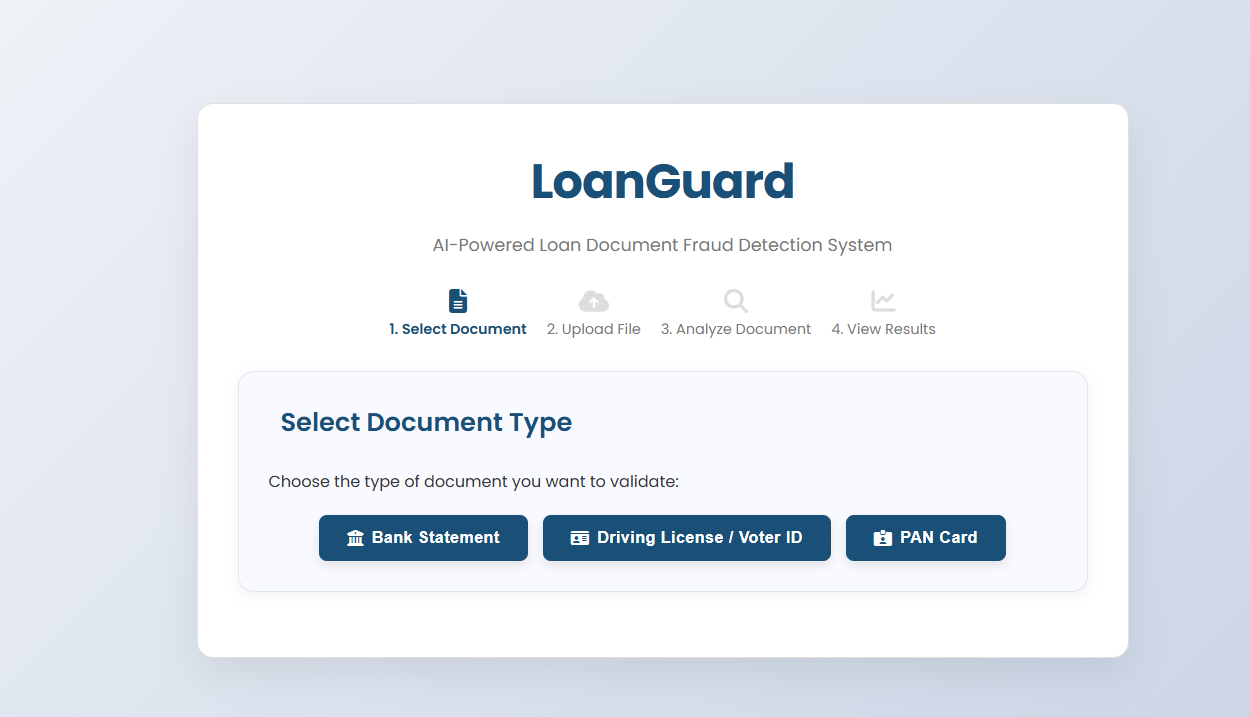 LoanGuard
AI-Powered Loan Document Fraud Detection System
1. Select Document 2. Upload File 3. Analyze Document 4. View Results
Select Document Type
Choose the type of document you want to validate:
Bank Statement Driving License / Voter ID PAN Card